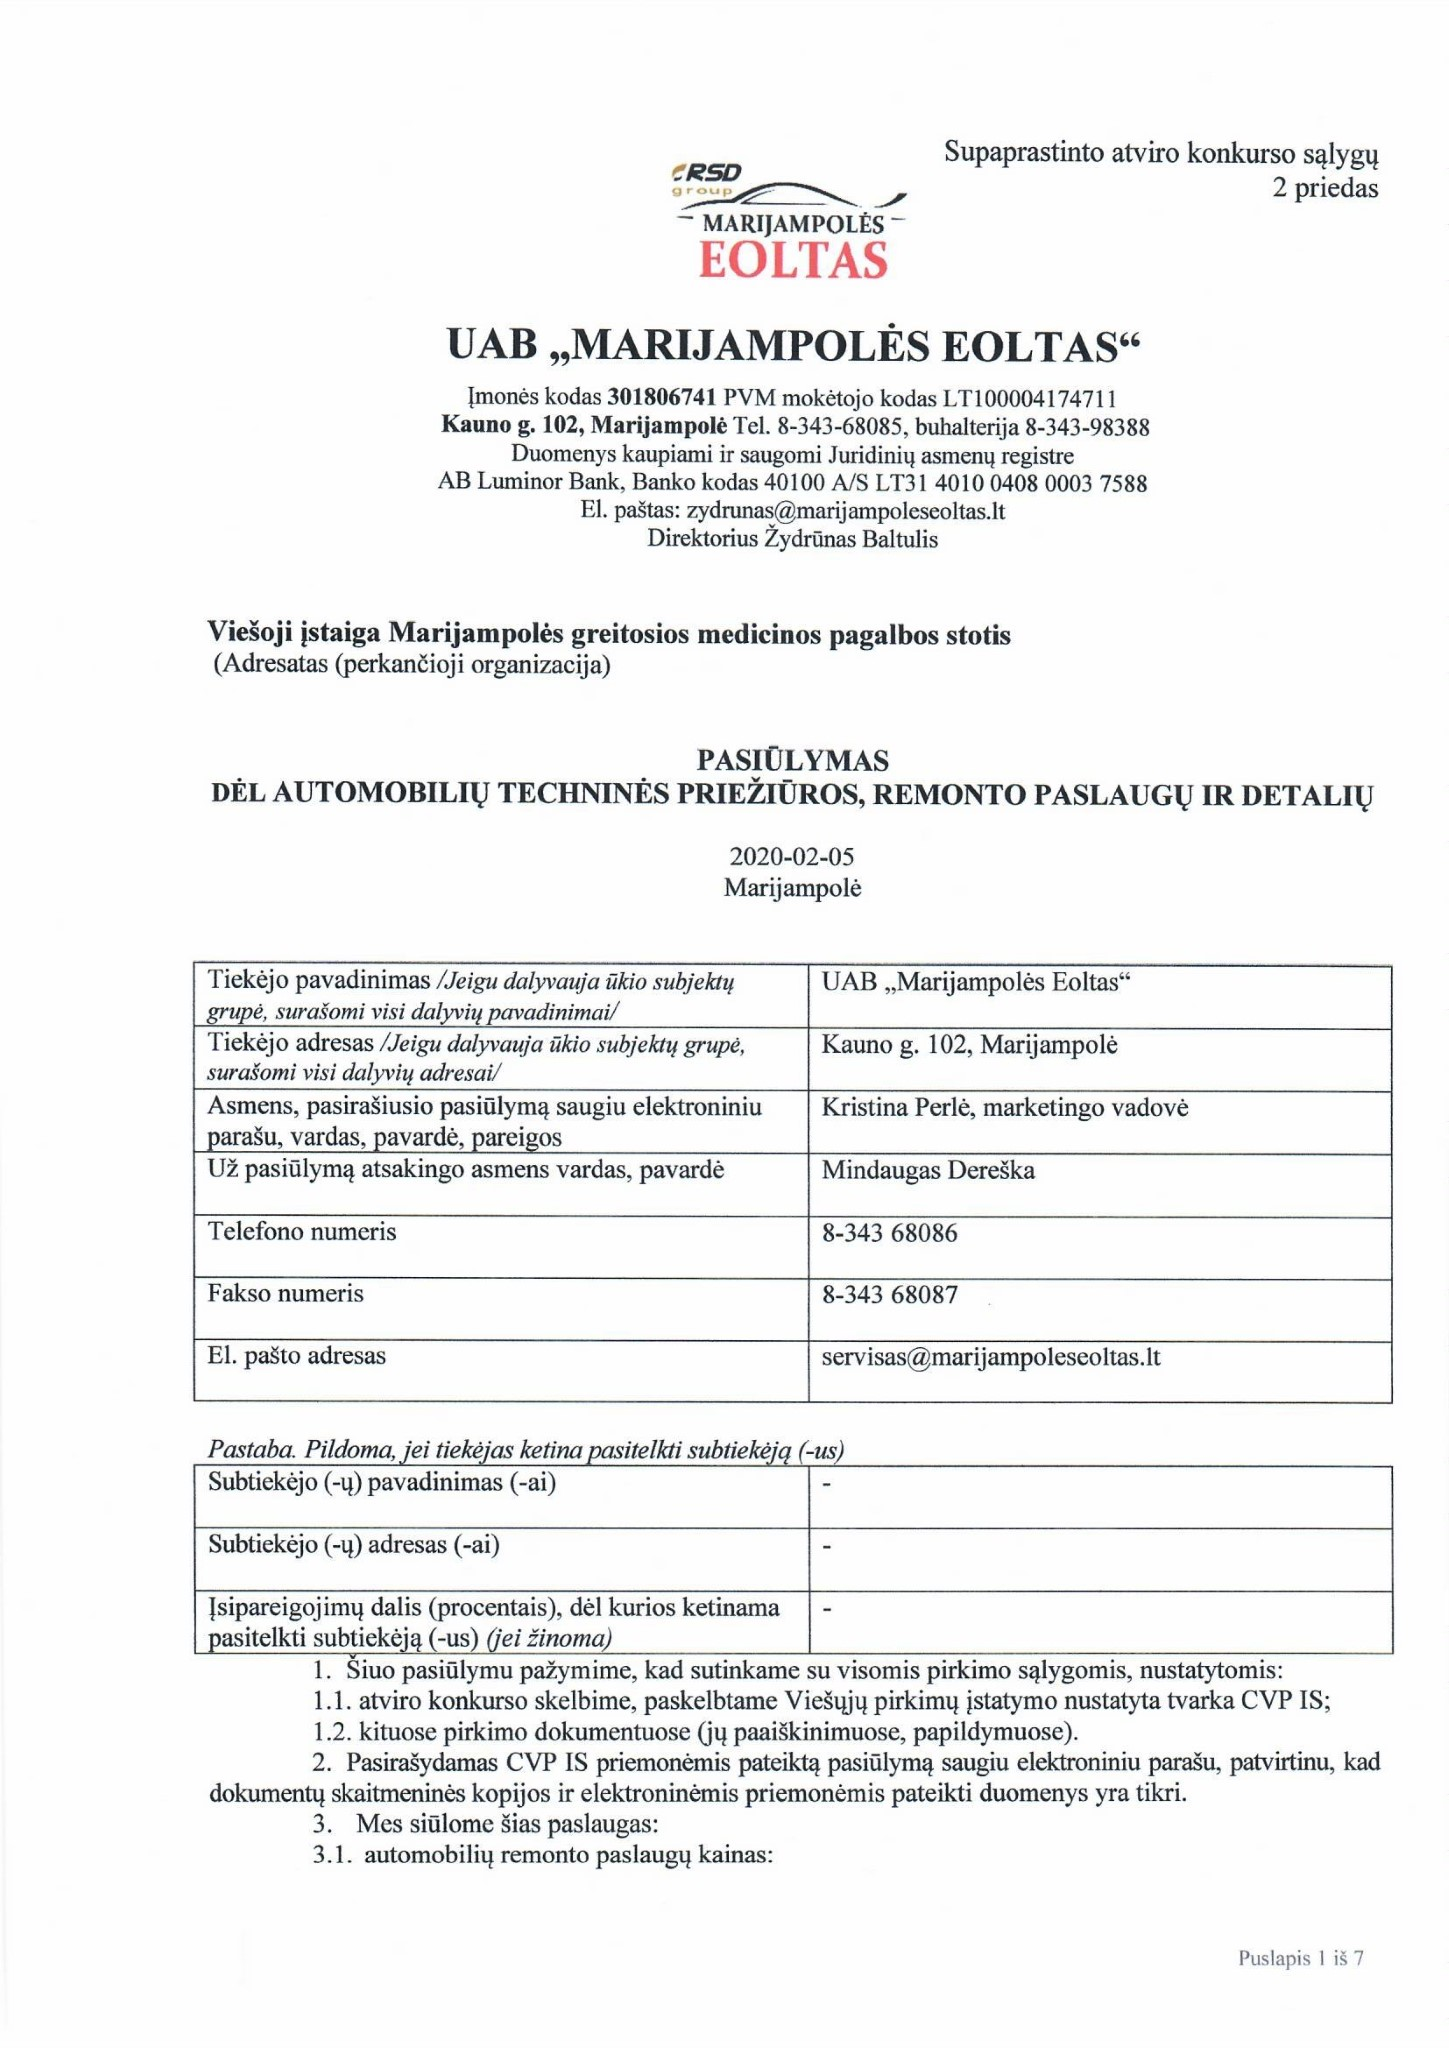 Supaprastinto atviro konkurso sąlygų
2 priedas
RSD
group
MARIJAMPOLĖS
EOLTAS
UAB „MARIJAMPOLĖS EOLTAS“
Įmonės kodas 301806741 PVM mokėtojo kodas LT100004174711
Kauno g. 102, Marijampolė Tel. 8-343-68085, buhalterija 8-343-98388
Duomenys kaupiami ir saugomi Juridinių asmenų registre
AB Luminor Bank, Banko kodas 40100 A/S LT31 4010 0408 0003 7588
El. paštas: zydrunas@marijampoleseoltas.lt
Direktorius Žydrūnas Baltulis
Viešoji įstaiga Marijampolės greitosios medicinos pagalbos stotis
(Adresatas (perkančioji organizacija)
PASIŪLYMAS
DĖL AUTOMOBILIŲ TECHNINĖS PRIEŽIŪROS, REMONTO PASLAUGŲ IR DETALIŲ
2020-02-05
Marijampolė
Tiekėjo pavadinimas /Jeigu dalyvauja ūkio subjektų
grupė, surašomi visi dalyvių pavadinimai/
UAB „Marijampolės Eoltas“
Tiekėjo adresas /Jeigu dalyvauja ūkio subjektų grupė,
surašomi visi dalyvių adresai/
Kauno g. 102, Marijampolė
Asmens, pasirašiusio pasiūlymą saugiu elektroniniu
parašu, vardas, pavardė, pareigos
Kristina Perlė, marketingo vadovė
Už pasiūlymą atsakingo asmens vardas, pavardė
Mindaugas Dereška
Telefono numeris
8-343 68086
Fakso numeris
8-343 68087
El. pašto adresas
servisas@marijampoleseoltas.lt
Pastaba. Pildoma, jei tiekėjas ketina pasitelkti subtiekėją (-us)
Subtiekėjo (-ų) pavadinimas (-ai)
-
Subtiekėjo (-ų) adresas (-ai)
-
Įsipareigojimų dalis (procentais), dėl kurios ketinama
pasitelkti subtiekėją (-us) (jei žinoma)
-
1. Šiuo pasiūlymu pažymime, kad sutinkame su visomis pirkimo sąlygomis, nustatytomis:
1.1. atviro konkurso skelbime, paskelbtame Viešųjų pirkimų įstatymo nustatyta tvarka CVP IS;
1.2. kituose pirkimo dokumentuose (jų paaiškinimuose, papildymuose).
2. Pasirašydamas CVP IS priemonėmis pateiktą pasiūlymą saugiu elektroniniu parašu, patvirtinu, kad
dokumentų skaitmeninės kopijos ir elektroninėmis priemonėmis pateikti duomenys yra tikri.
3. Mes siūlome šias paslaugas:
3.1. automobilių remonto paslaugų kainas:
Puslapis 1 iš 7